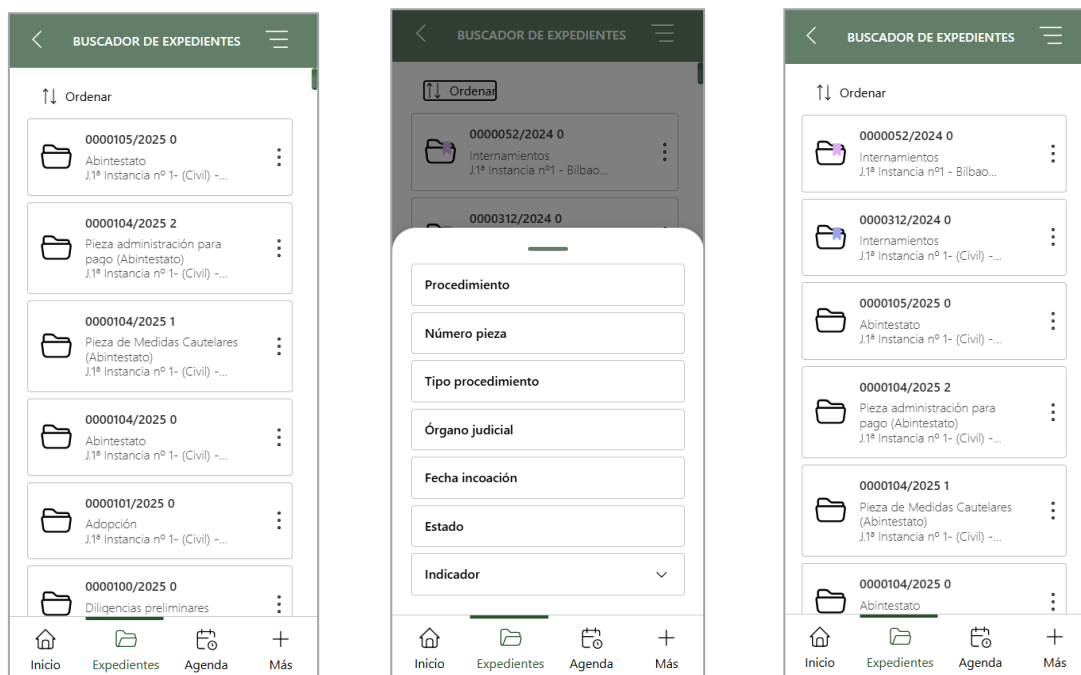 BUSCADOR DE EXPEDIENTES
Ordenar
0000105/2025 0
Abintestato
J.1ª Instancia nº 1- (Civil) -...
0000104/2025 2
Pieza administración para
pago (Abintestato)
J.1ª Instancia nº 1- (Civil) -...
0000104/2025 1
Pieza de Medidas Cautelares
(Abintestato)
J.1ª Instancia nº 1- (Civil) -...
0000104/2025 0
Abintestato
J.1ª Instancia nº 1- (Civil) -...
0000101/2025 0
Adopción
J.1ª Instancia nº 1- (Civil) -...
0000100/2025 0
Diligencias preliminares
Inicio
Expedientes
Agenda
Más
BUSCADOR DE EXPEDIENTES
Ordenar
0000052/2024 0
Internamientos
J.1ª Instancia nº1 - Bilbao...
0000312/2024 0
Procedimiento
Número pieza
Tipo procedimiento
Órgano judicial
Fecha incoación
Estado
Indicador
Inicio
Expedientes
Agenda
Más
BUSCADOR DE EXPEDIENTES
Ordenar
0000052/2024 0
Internamientos
J.1ª Instancia nº1 - Bilbao...
0000312/2024 0
Internamientos
J.1ª Instancia nº 1- (Civil) -...
0000105/2025 0
Abintestato
J.1ª Instancia nº 1- (Civil) -...
0000104/2025 2
Pieza administración para
pago (Abintestato)
J.1ª Instancia nº 1- (Civil) -...
0000104/2025 1
Pieza de Medidas Cautelares
(Abintestato)
J.1ª Instancia nº 1- (Civil) -...
0000104/2025 0
Abintestato
Inicio
Expedientes
Agenda
Más